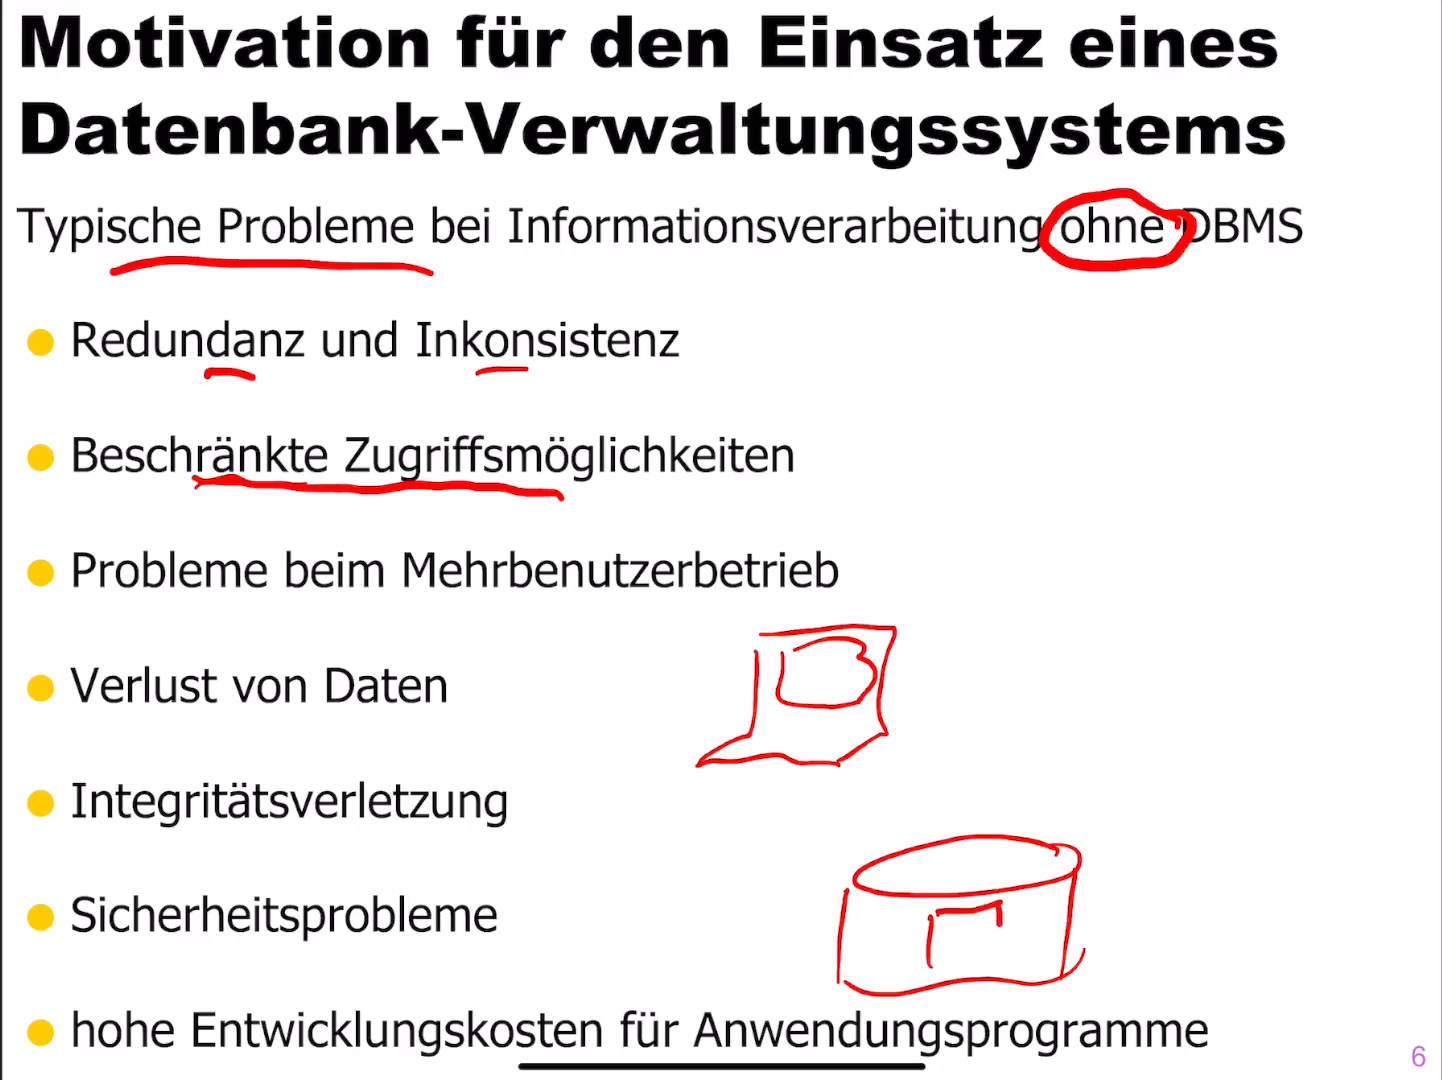 Motivation für den Einsatz eines
Datenbank-Verwaltungssystems
Typische Probleme bei Informationsverarbeitung ohne DBMS
Redundanz und Inkonsistenz
Beschränkte Zugriffsmöglichkeiten
Probleme beim Mehrbenutzerbetrieb
Verlust von Daten
Integritätsverletzung
Sicherheitsprobleme
hohe Entwicklungskosten für Anwendungsprogramme
6